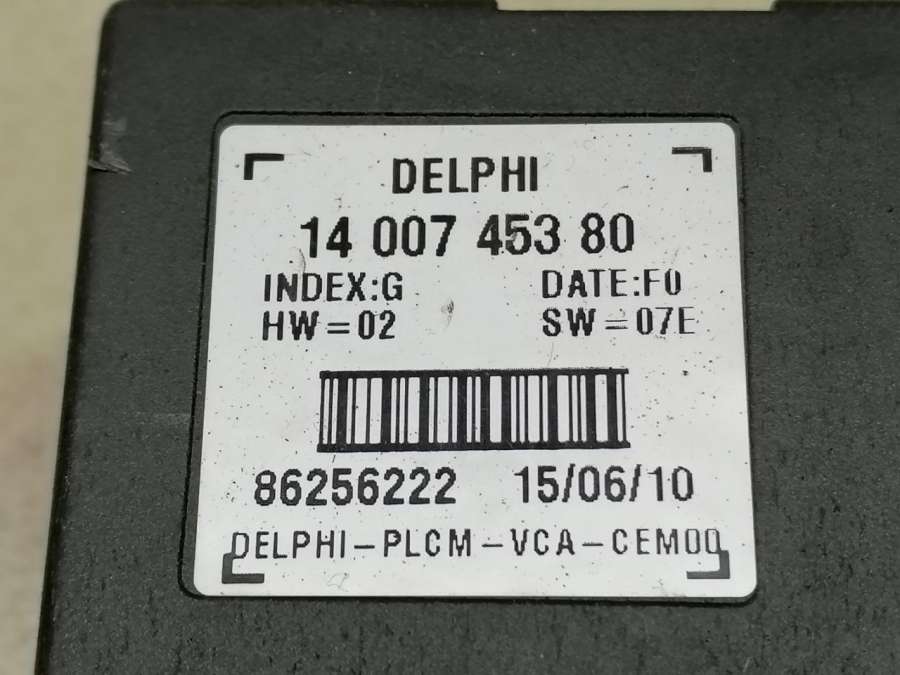 DELPHI
14 007 453 80
INDEX:G DATE:F0
HW=02 SW=07E
86256222 15/06/10
DELPHI-PLCM-VCA-CEM00